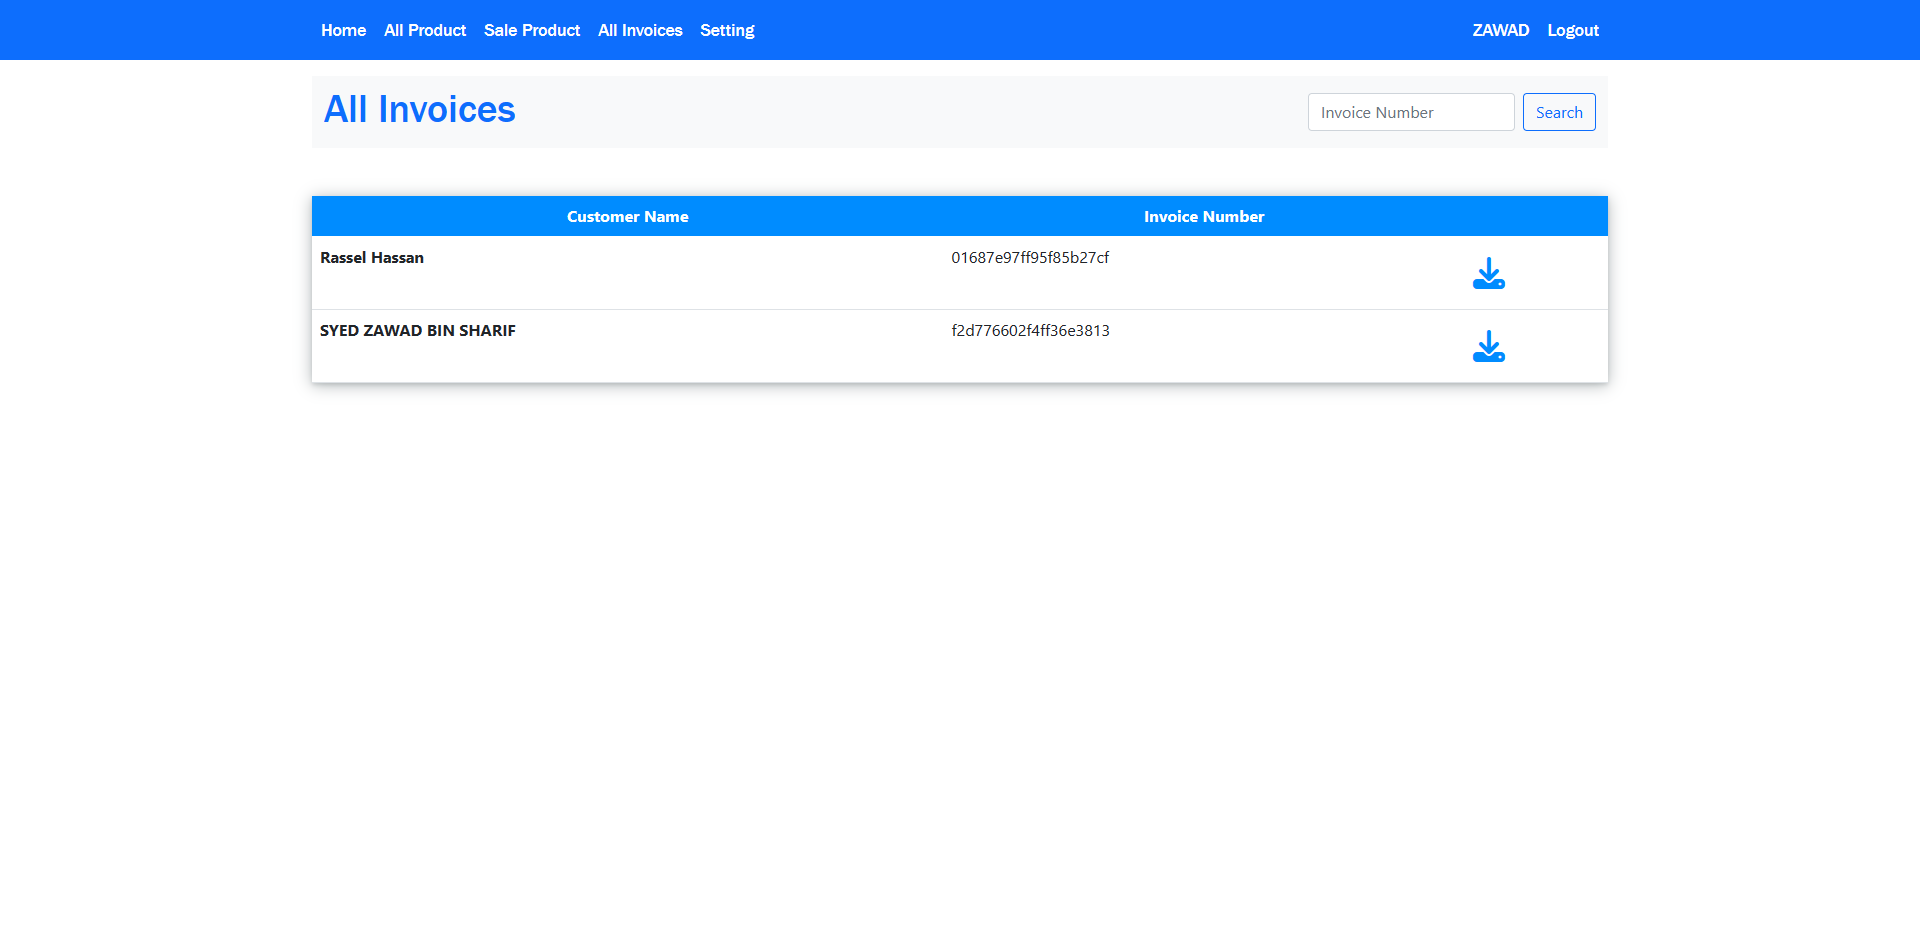 Home All Product Sale Product All Invoices Setting ZAWAD Logout
All Invoices Invoice Number Search
Customer Name Invoice Number
Rassel Hassan 01687e97ff95f85b27cf
SYED ZAWAD BIN SHARIF f2d776602f4ff36e3813